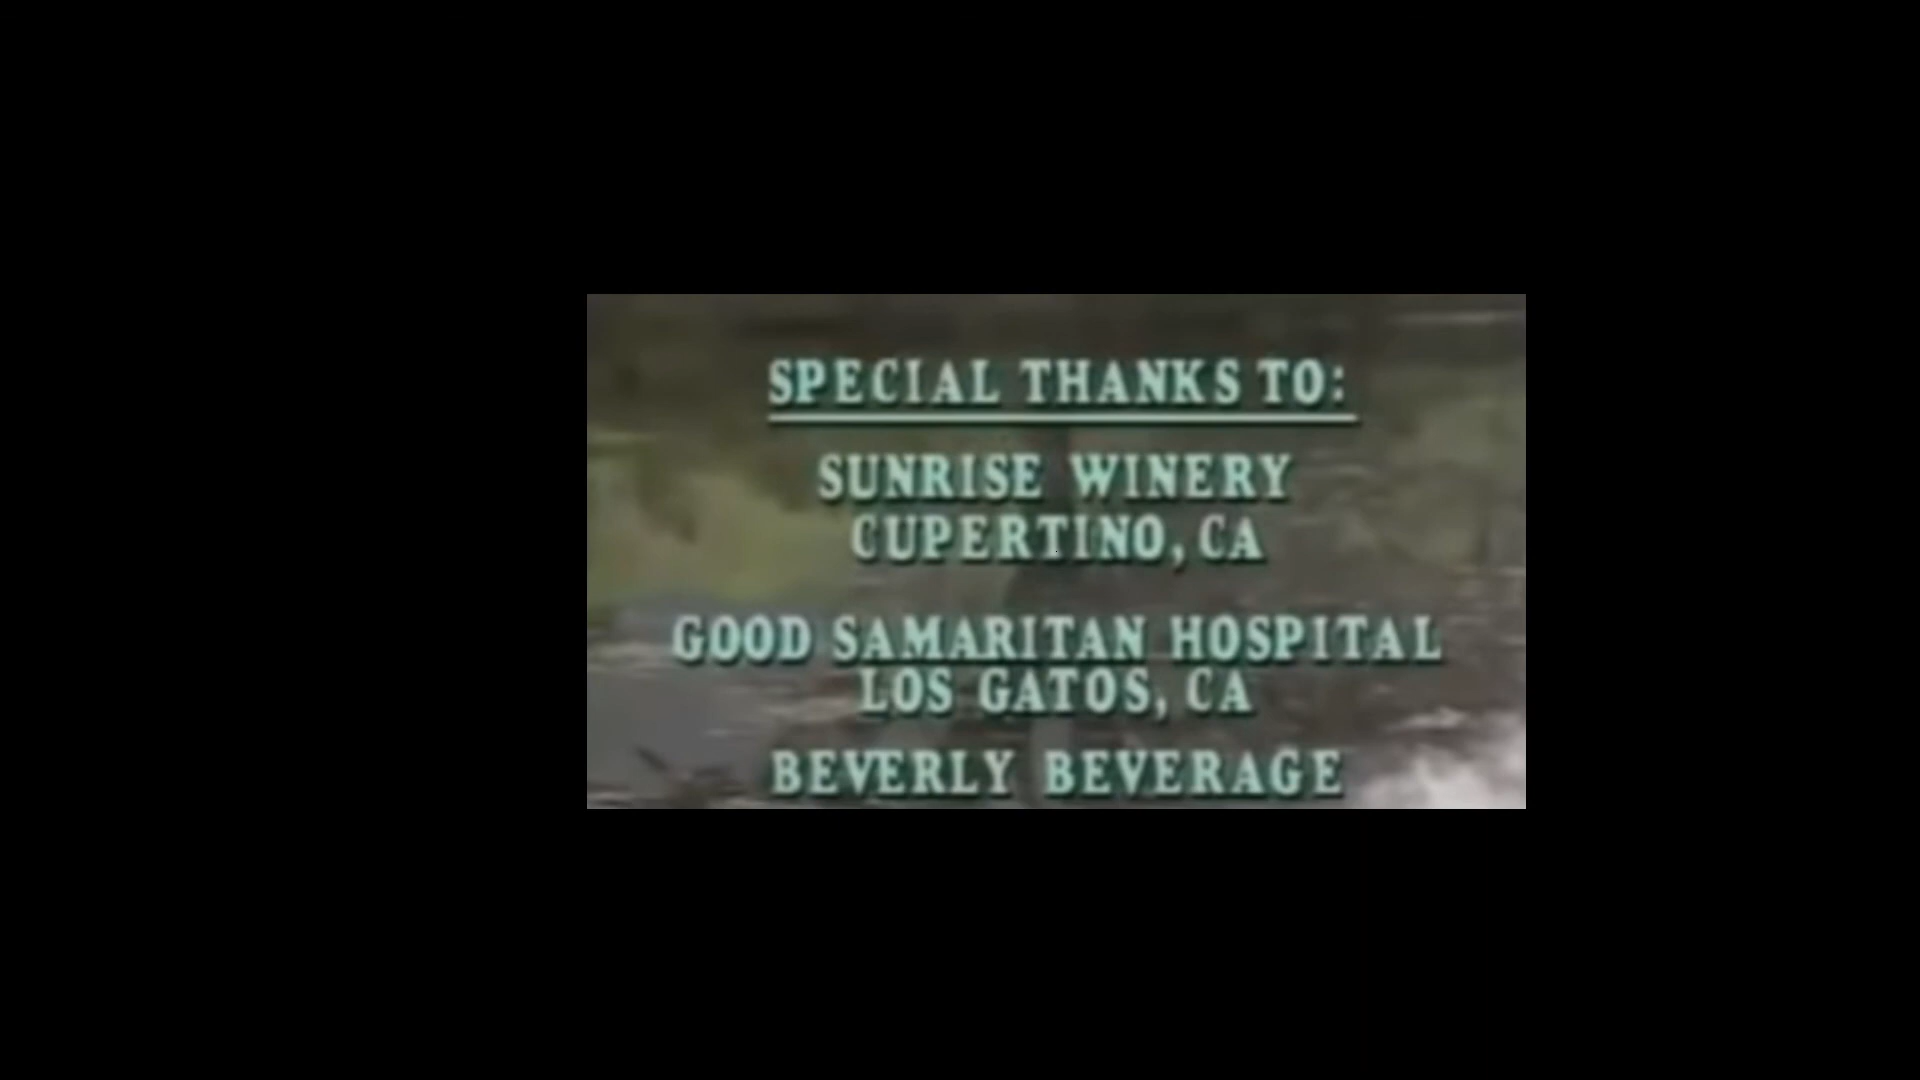 SPECIAL THANKS TO:
SUNRISE WINERY
CUPERTINO, CA
GOOD SAMARITAN HOSPITAL
LOS GATOS, CA
BEVERLY BEVERAGE